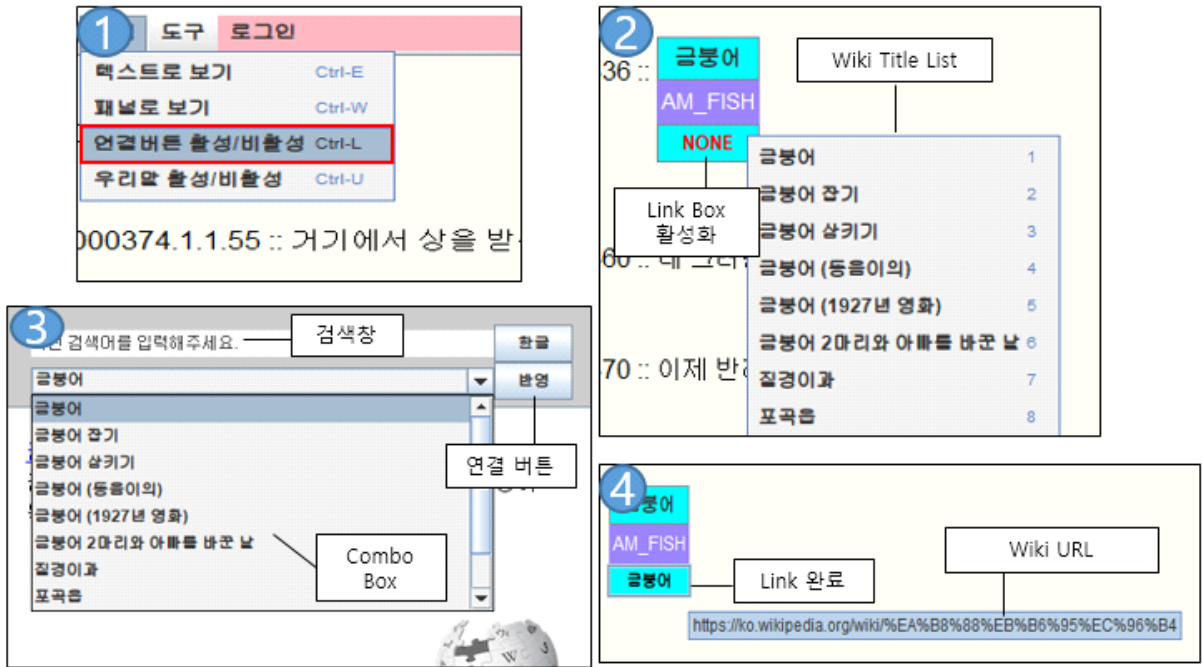 1
도구 로그인
텍스트로 보기 Ctrl-E
패널로 보기 Ctrl-W
연결버튼 활성/비활성 Ctrl-L
우리말 활성/비활성 Ctrl-U
000374.1.1.55 :: 거기에서 상을 받
2
36 :: 금붕어
AM_FISH
NONE
Wiki Title List
Link Box
활성화
금붕어 1
금붕어 잡기 2
금붕어 삼키기 3
금붕어 (동음이의) 4
금붕어 (1927년 영화) 5
금붕어 2마리와 아빠를 바꾼 날 6
질경이과 7
포곡읍 8
60 :: 네 그러
70 :: 이제 반
3
검색어를 입력해주세요.
검색창
한글
금붕어
반영
금붕어
금붕어 잡기
금붕어 삼키기
금붕어 (동음이의)
금붕어 (1927년 영화)
금붕어 2마리와 아빠를 바꾼 날
질경이과
포곡읍
연결 버튼
Combo
Box
W
4
붕어
AM_FISH
금붕어
Link 완료
Wiki URL
https://ko.wikipedia.org/wiki/%EA%B8%88%EB%B6%95%EC%96%B4